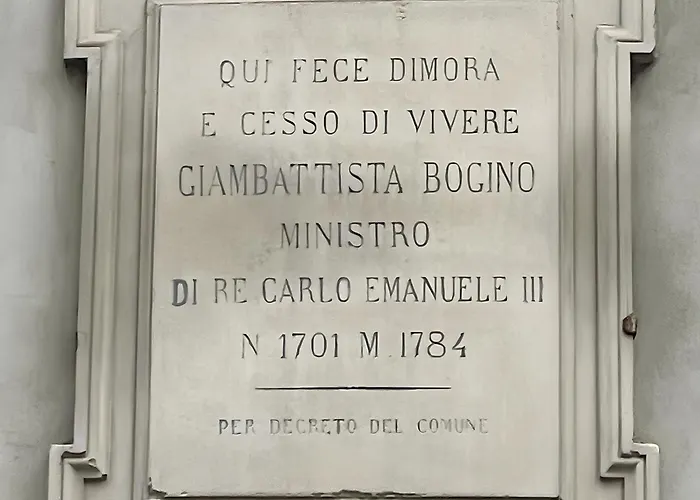 QUI FECE DIMORA
E CESSO DI VIVERE
GIAMBATTISTA BOGINO
MINISTRO
DI RE CARLO EMANUELE III
N 1701 M 1784
PER DECRETO DEL COMUNE